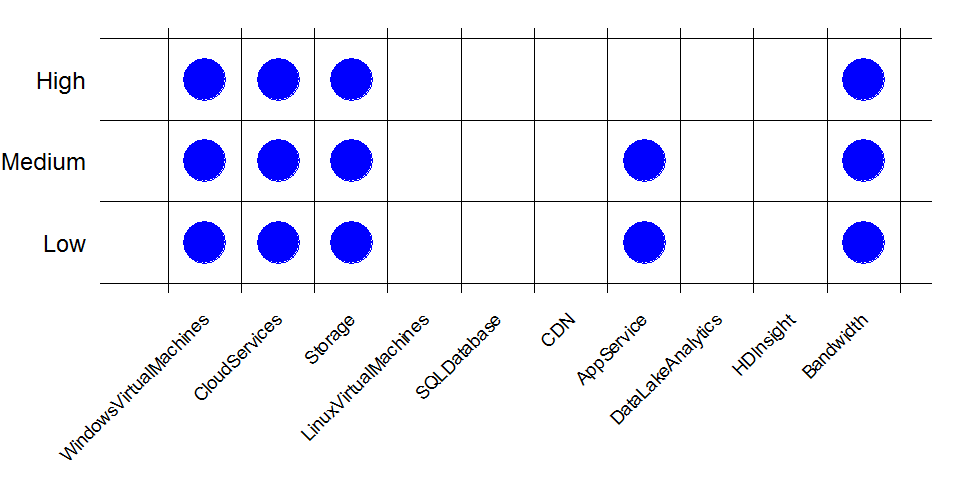 High
Medium
Low
WindowsVirtualMachines
CloudServices
Storage
LinuxVirtualMachines
SQLDatabase
CDN
AppService
DataLakeAnalytics
HDInsight
Bandwidth